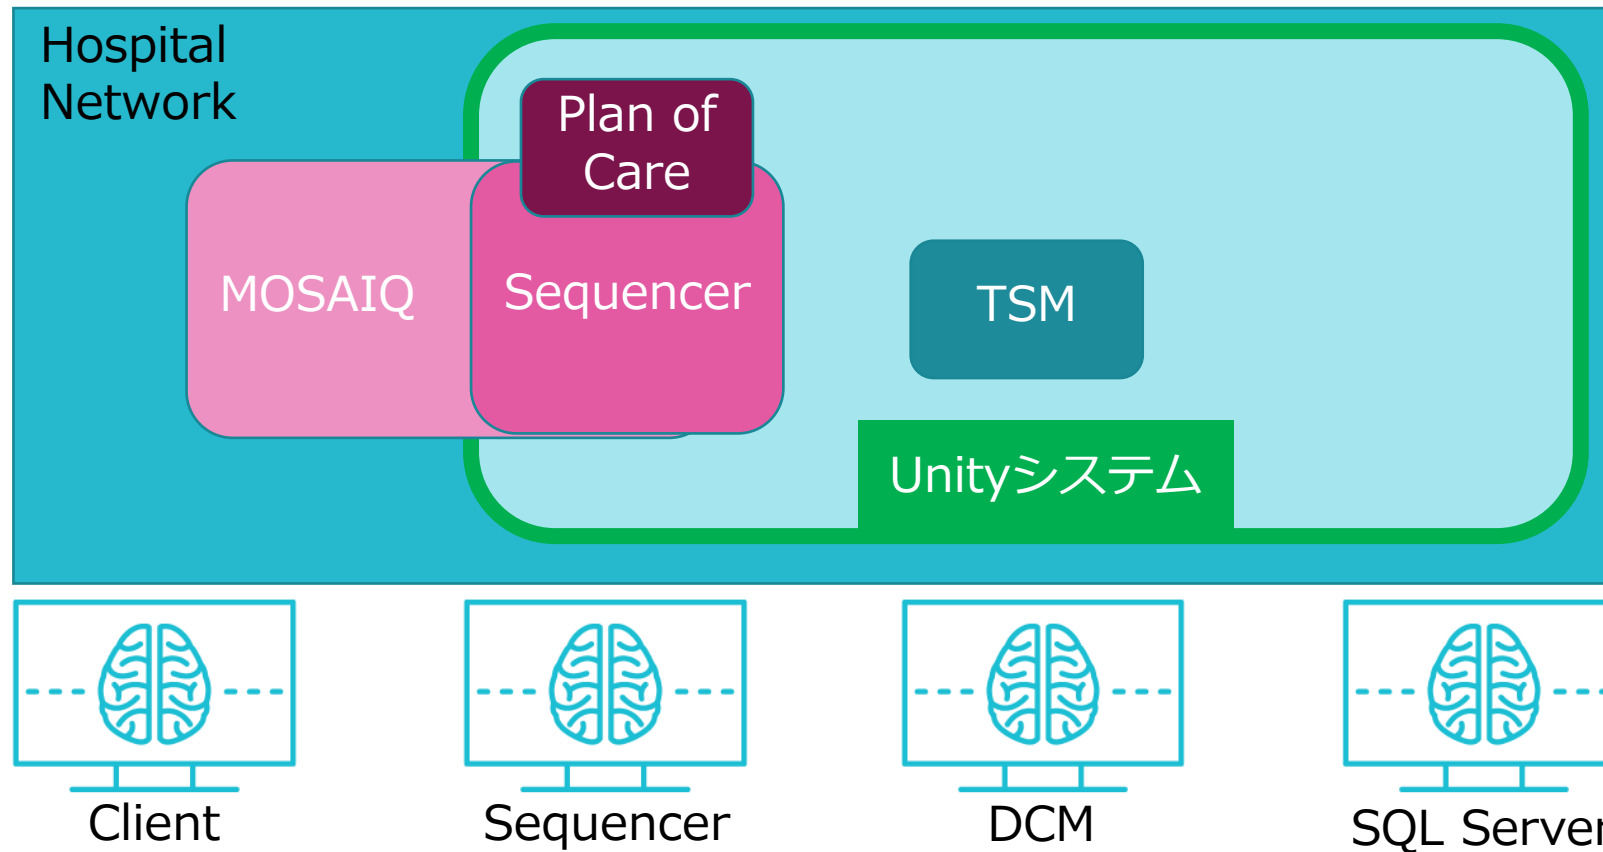 Hospital
Network
Plan of
Care
MOSAIQ
Sequencer
TSM
Unityシステム
Client
Sequencer
DCM
SQL Server